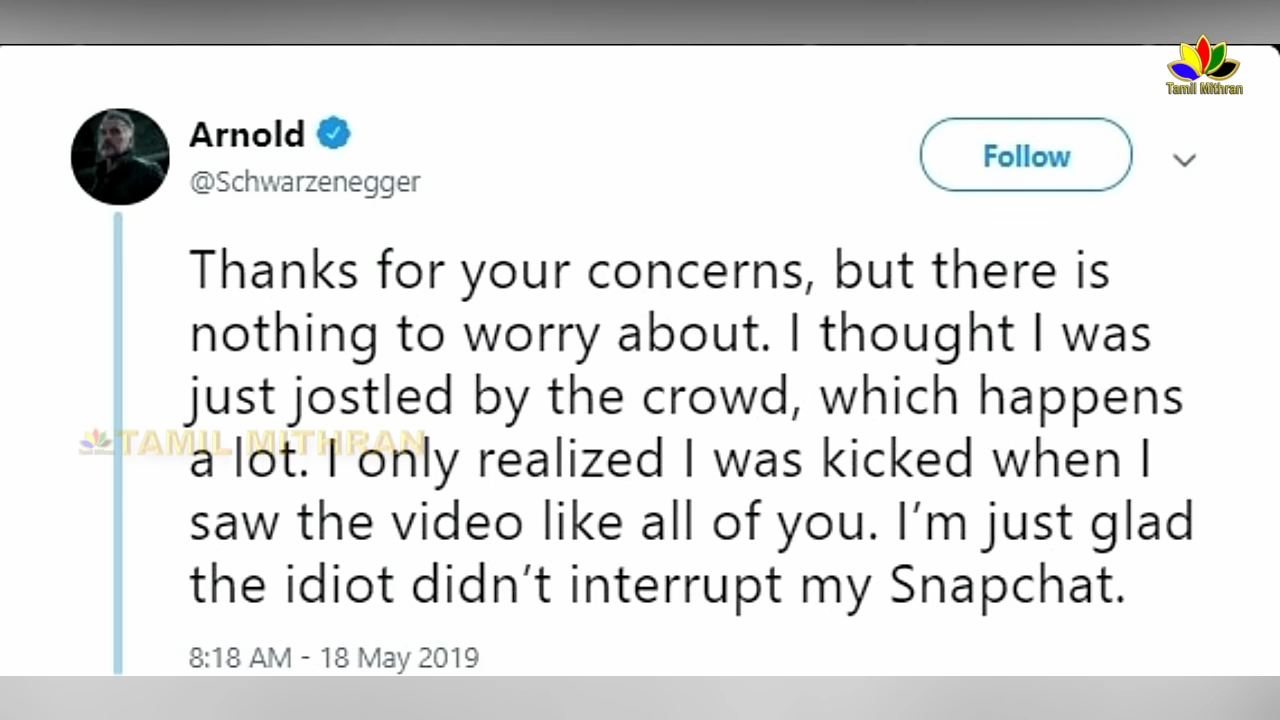 Tamil Mithran
Arnold
@Schwarzenegger
Follow
Thanks for your concerns, but there is
nothing to worry about. I thought I was
just jostled by the crowd, which happens
TAMIL MITHRAN
a lot. I only realized I was kicked when I
saw the video like all of you. I’m just glad
the idiot didn’t interrupt my Snapchat.
8:18 AM - 18 May 2019